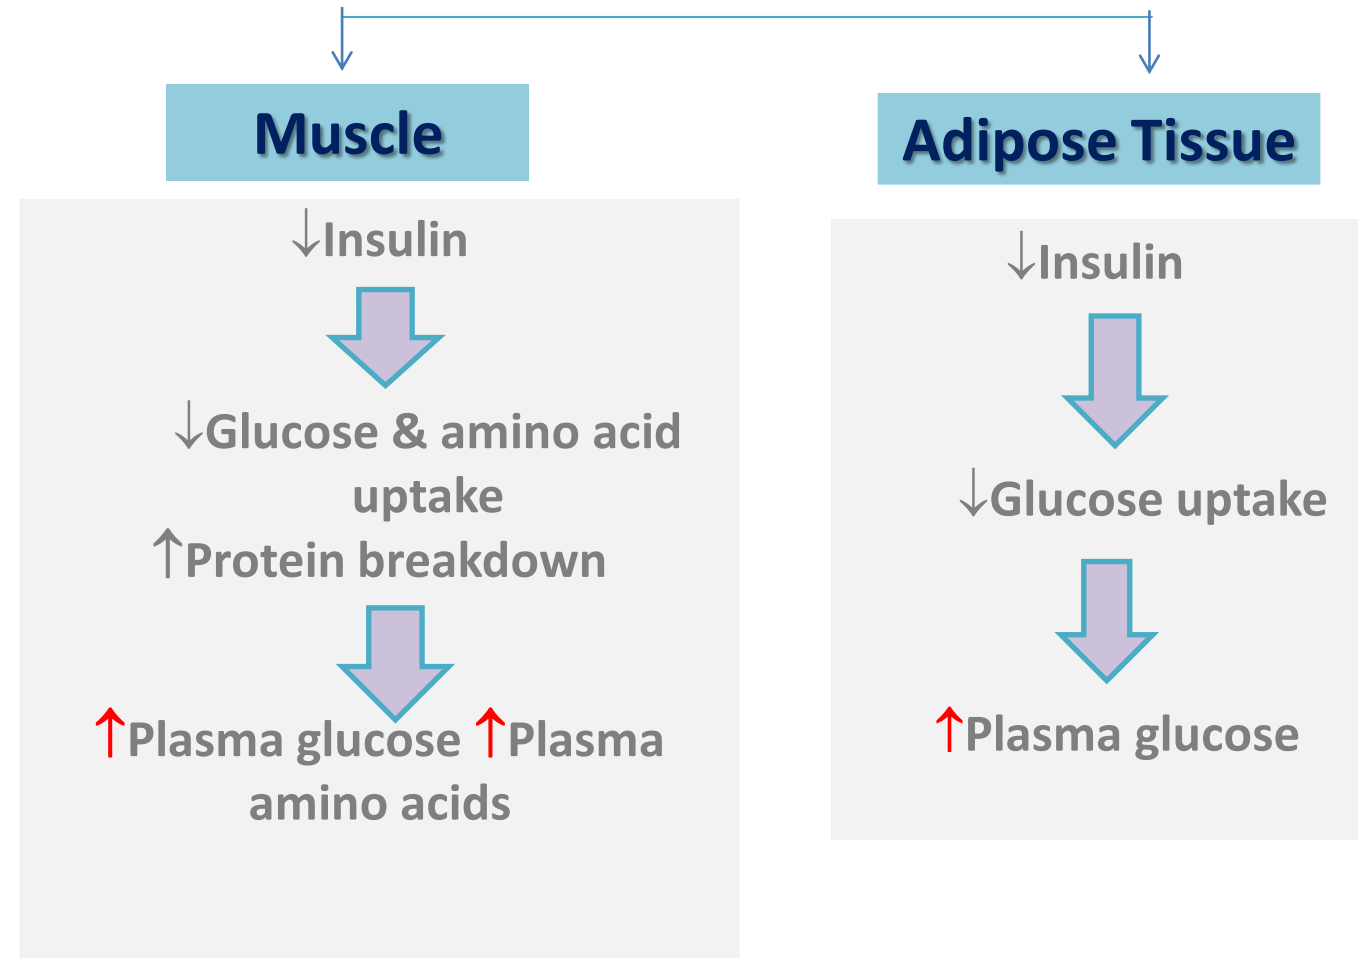 Muscle
↓Insulin
↓Glucose & amino acid
uptake
↑Protein breakdown
↑Plasma glucose ↑Plasma
amino acids
Adipose Tissue
↓Insulin
↓Glucose uptake
↑Plasma glucose